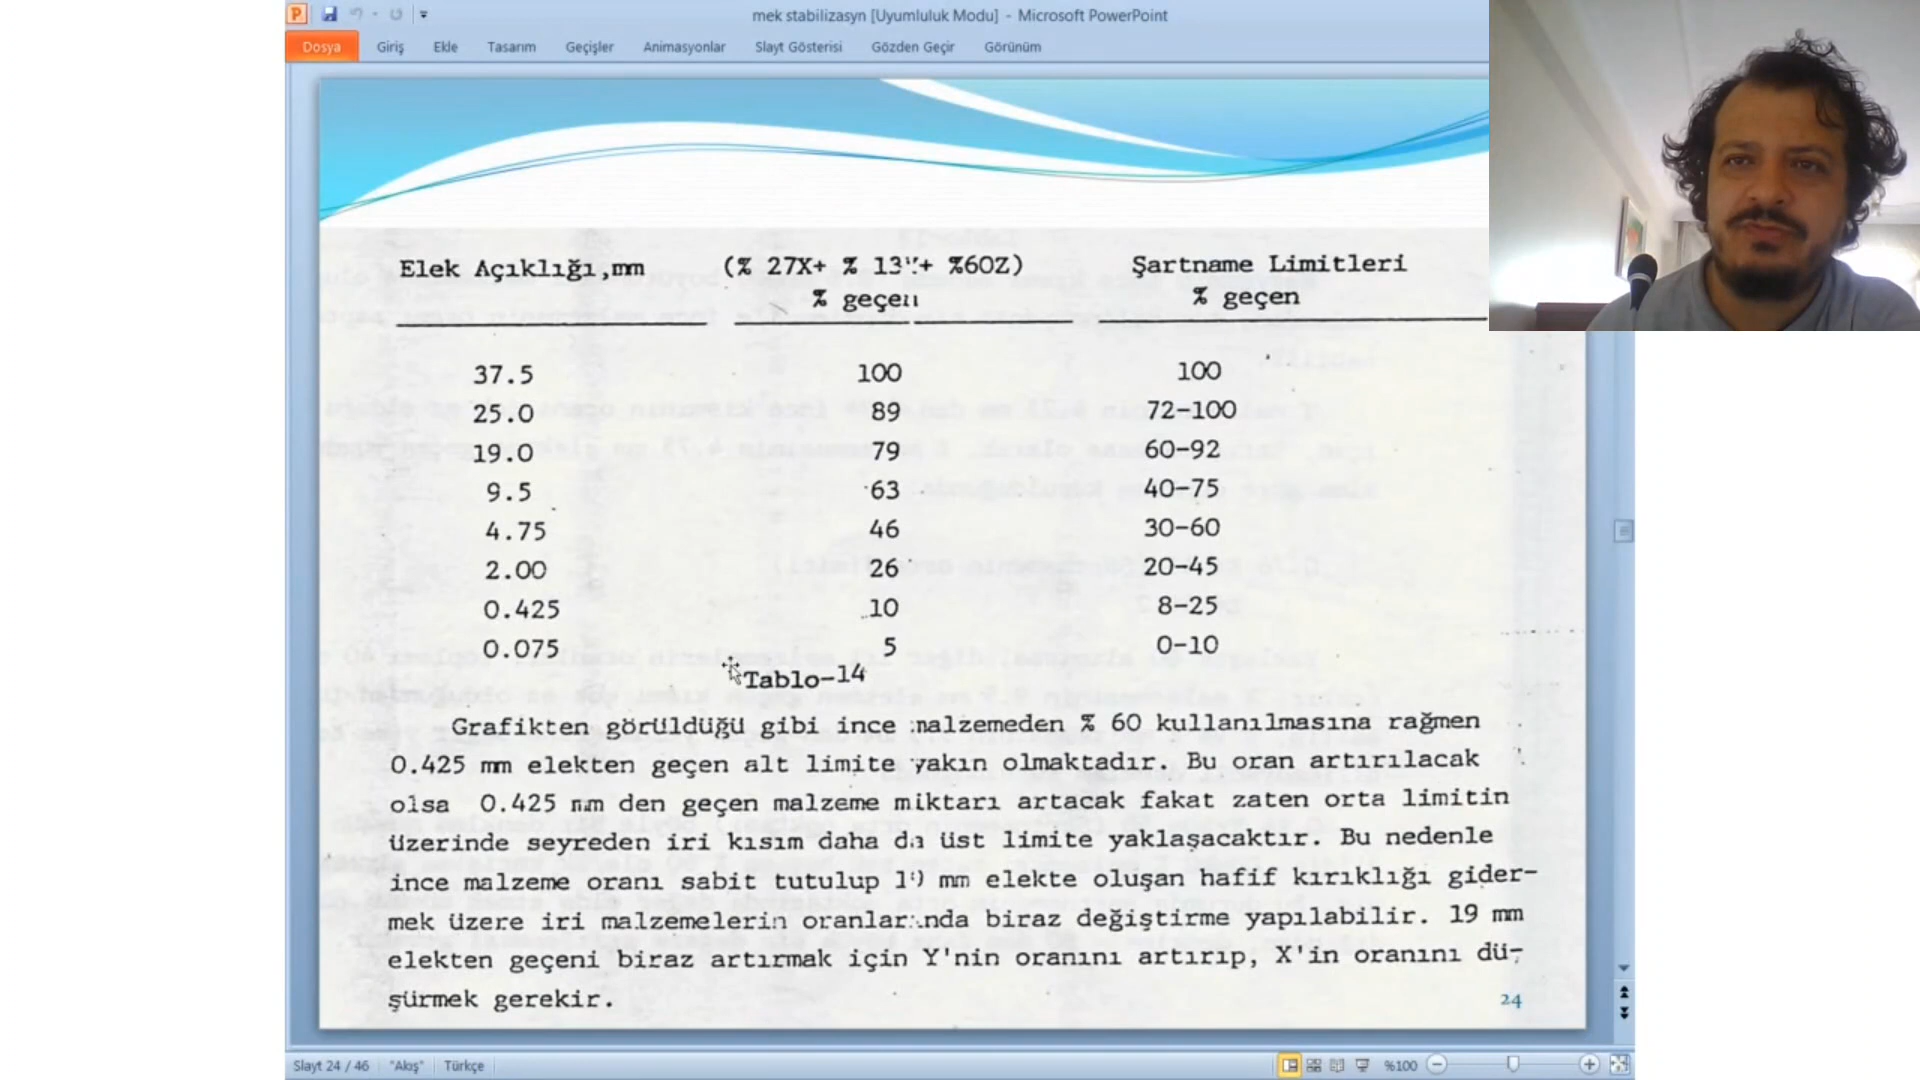 mek stabilizasyn [Uyumluluk Modu] - Microsoft PowerPoint
Dosya Giriş Ekle Tasarım Geçişler Animasyonlar Slayt Gösterisi Gözden Geçir Görünüm
Elek Açıklığı,mm (% 27X+ % 13Y+ %60Z) Şartname Limitleri
% geçen % geçen
37.5 100 100
25.0 89 72-100
19.0 79 60-92
9.5 63 40-75
4.75 46 30-60
2.00 26 20-45
0.425 10 8-25
0.075 5 0-10
Tablo-14
Grafikten görüldüğü gibi ince malzemeden % 60 kullanılmasına rağmen
0.425 mm elekten geçen alt limite yakın olmaktadır. Bu oran artırılacak
olsa 0.425 mm den geçen malzeme miktarı artacak fakat zaten orta limitin
üzerinde seyreden iri kısım daha da üst limite yaklaşacaktır. Bu nedenle
ince malzeme oranı sabit tutulup 19 mm elekte oluşan hafif kırıklığı gider-
mek üzere iri malzemelerin oranlarında biraz değiştirme yapılabilir. 19 mm
elekten geçeni biraz artırmak için Y'nin oranını artırıp, X'in oranını dü-
şürmek gerekir.
24
Slayt 24 / 46 "Akış" Türkçe %100